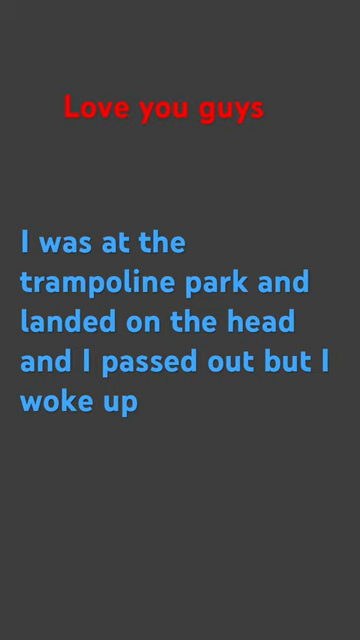 Love you guys
I was at the
trampoline park and
landed on the head
and I passed out but I
woke up